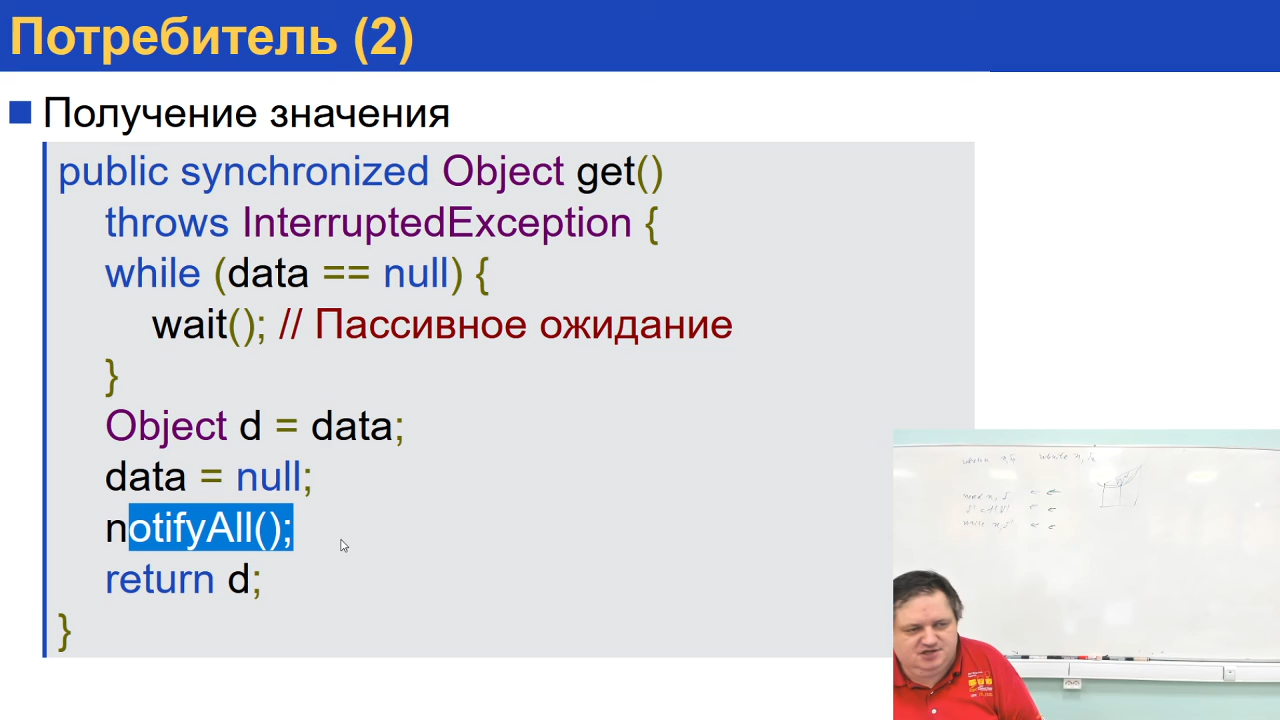 Потребитель (2)
Получение значения
public synchronized Object get()
throws InterruptedException {
while (data == null) {
wait(); // Пассивное ожидание
}
Object d = data;
data = null;
notifyAll();
return d;
}